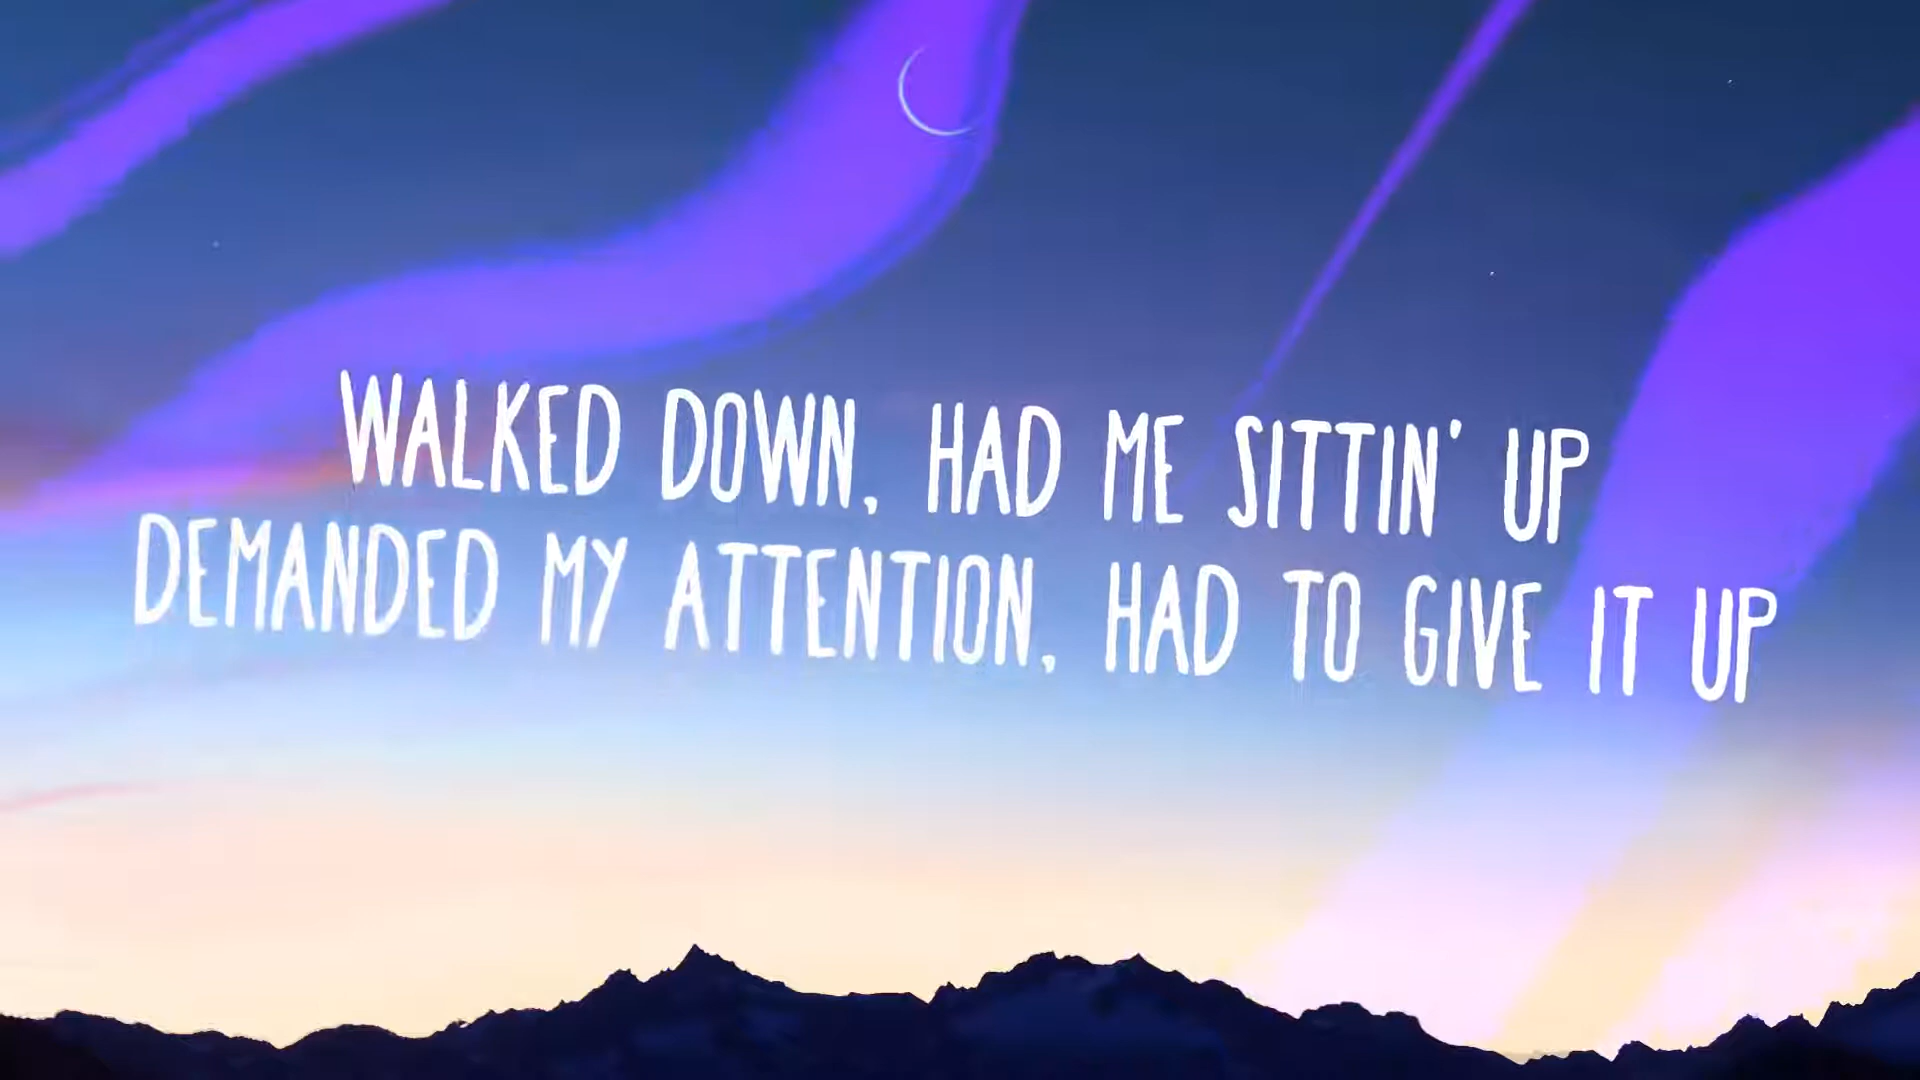 WALKED DOWN, HAD ME SITTIN' UP
DEMANDED MY ATTENTION, HAD TO GIVE IT UP